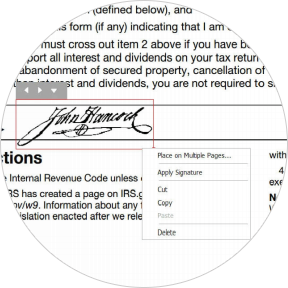 (defined below), and
s form (if any) indicating that I am
must cross out item 2 above if you have be
port all interest and dividends on your tax return
abandonment of secured property, cancellation of
than interest and dividends, you are not required to s
John Hancock
tions
Internal Revenue Code unless
RS has created a page on IRS.g
v/w9. Information about any
islation enacted after we rele
with
4
exe
Place on Multiple Pages...
Apply Signature
Cut
Copy
Paste
Delete